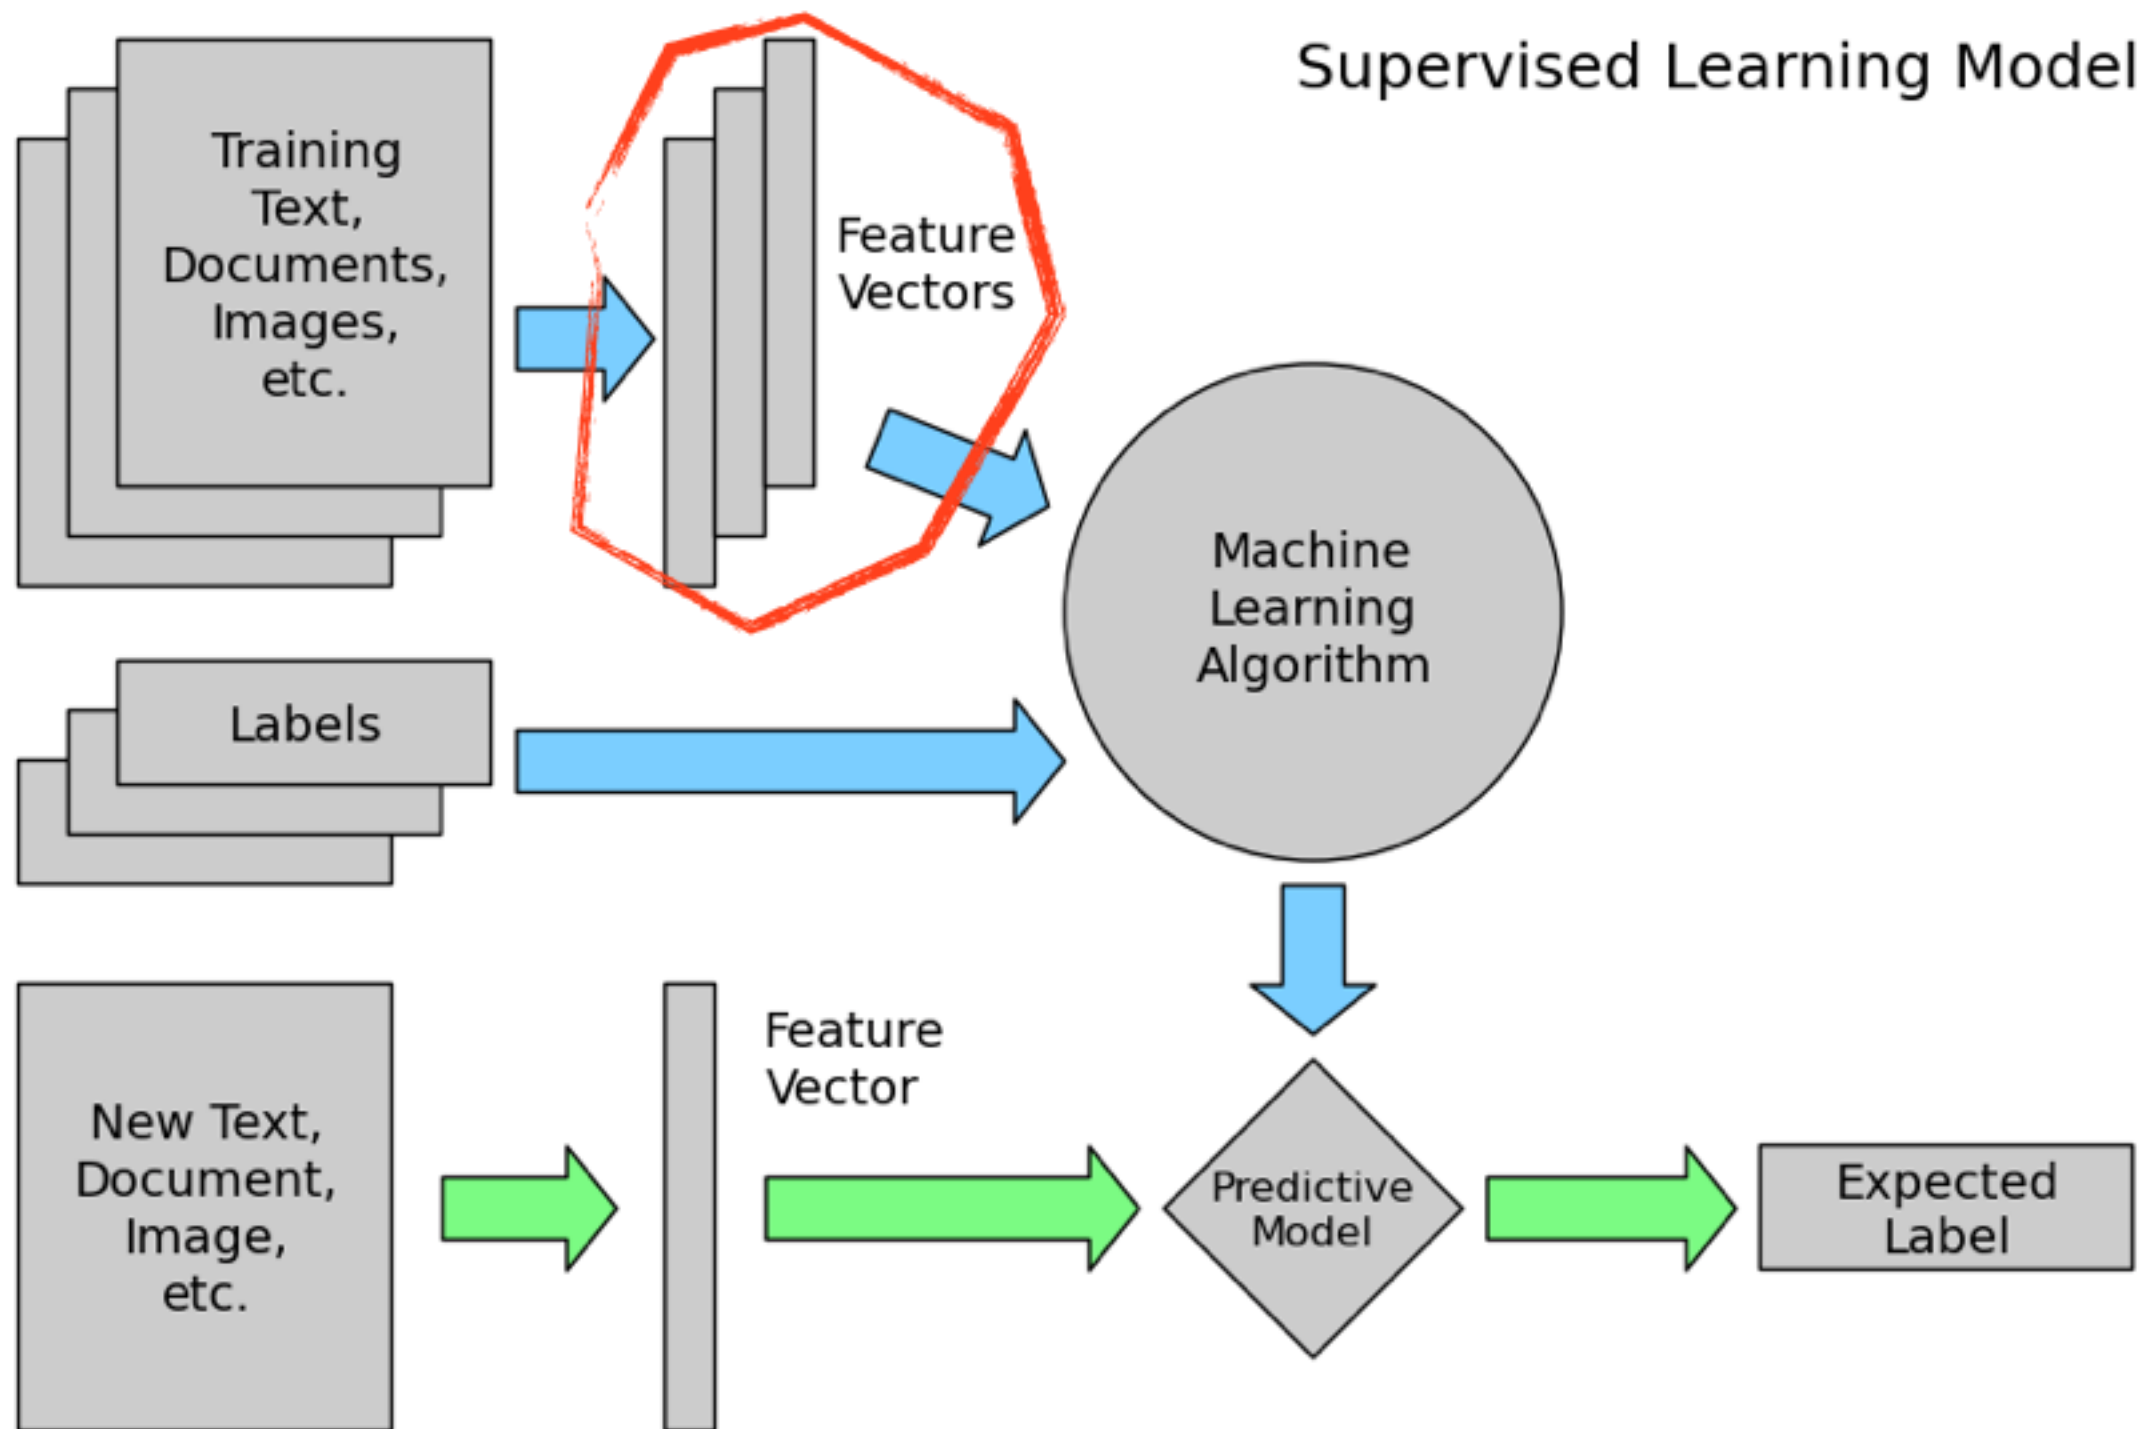 Supervised Learning Model
Training
Text,
Documents,
Images,
etc.
Feature
Vectors
Machine
Learning
Algorithm
Labels
New Text,
Document,
Image,
etc.
Feature
Vector
Predictive
Model
Expected
Label